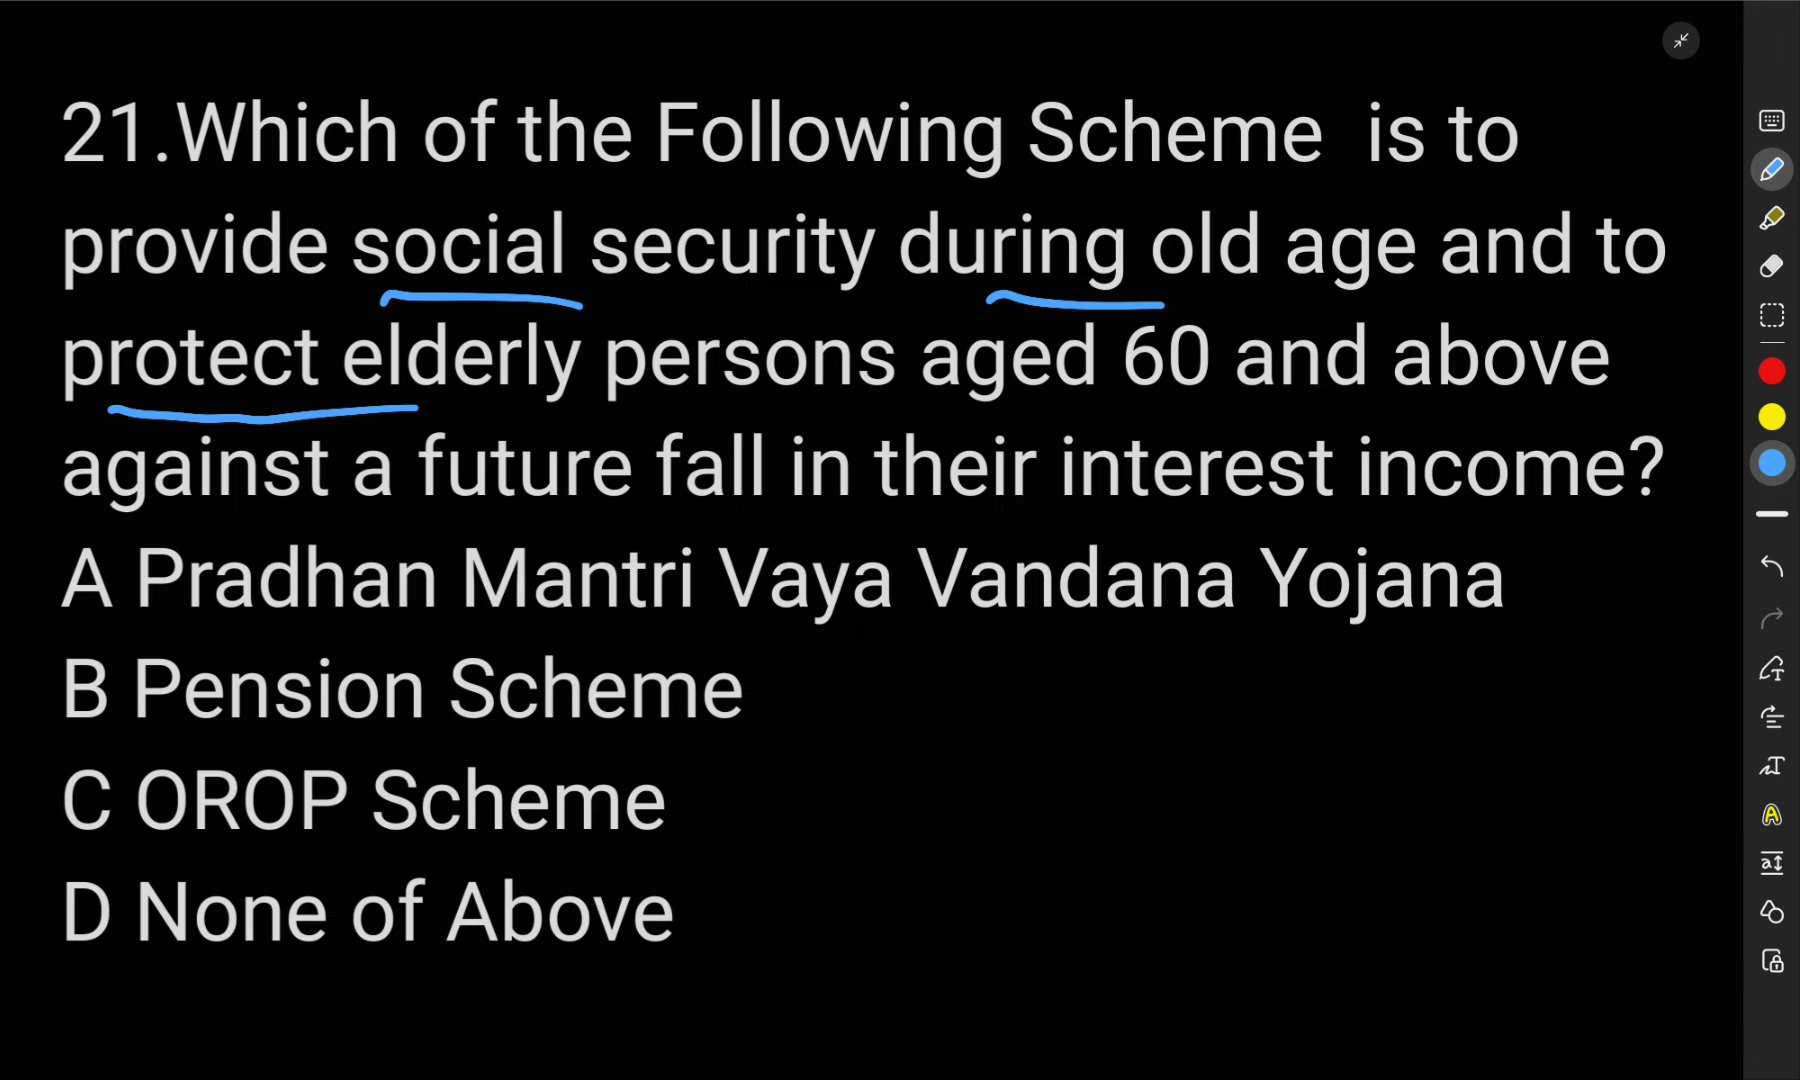 21.Which of the Following Scheme is to
provide social security during old age and to
protect elderly persons aged 60 and above
against a future fall in their interest income?
A Pradhan Mantri Vaya Vandana Yojana
B Pension Scheme
C OROP Scheme
D None of Above